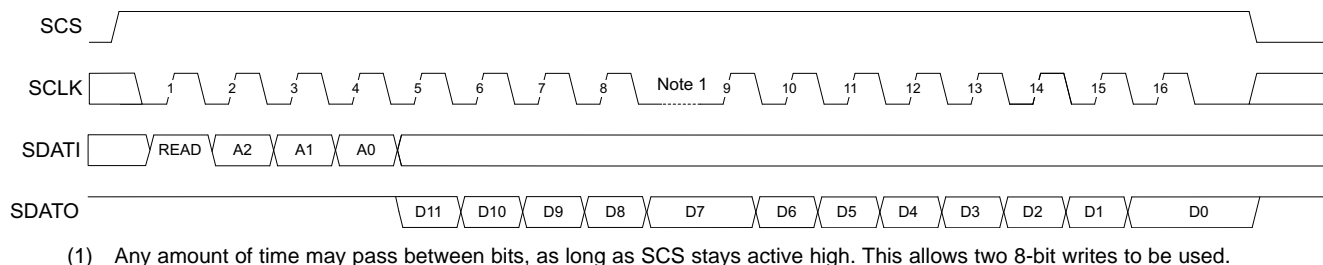 SCS
SCLK 1 2 3 4 5 6 7 8 Note 1 9 10 11 12 13 14 15 16
SDATI READ A2 A1 A0
SDATO D11 D10 D9 D8 D7 D6 D5 D4 D3 D2 D1 D0
(1) Any amount of time may pass between bits, as long as SCS stays active high. This allows two 8-bit writes to be used.